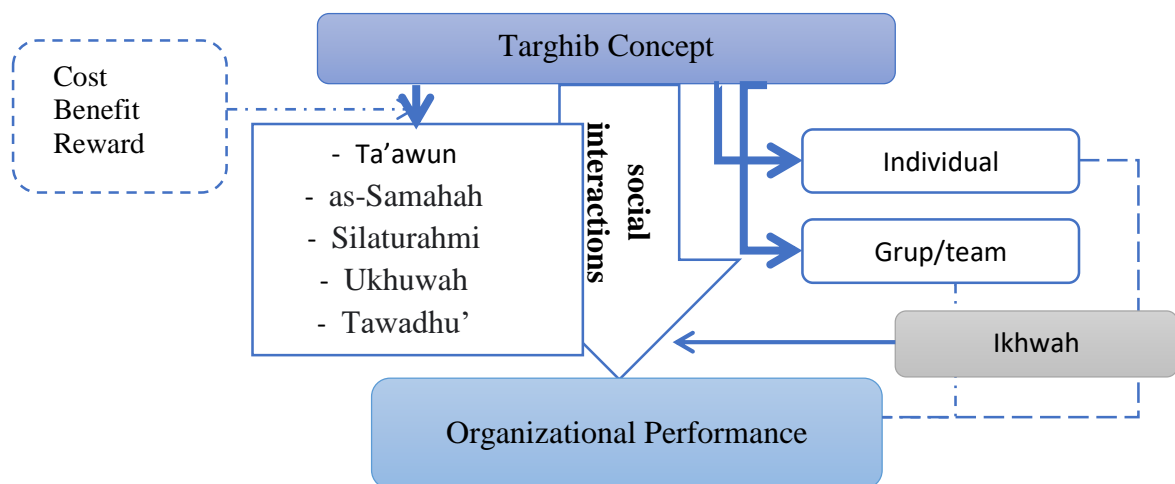 Targhib Concept
Cost
Benefit
Reward
- Ta’awun
- as-Samahah
- Silaturahmi
- Ukhuwah
- Tawadhu’
social
interactions
Individual
Grup/team
Ikhwah
Organizational Performance